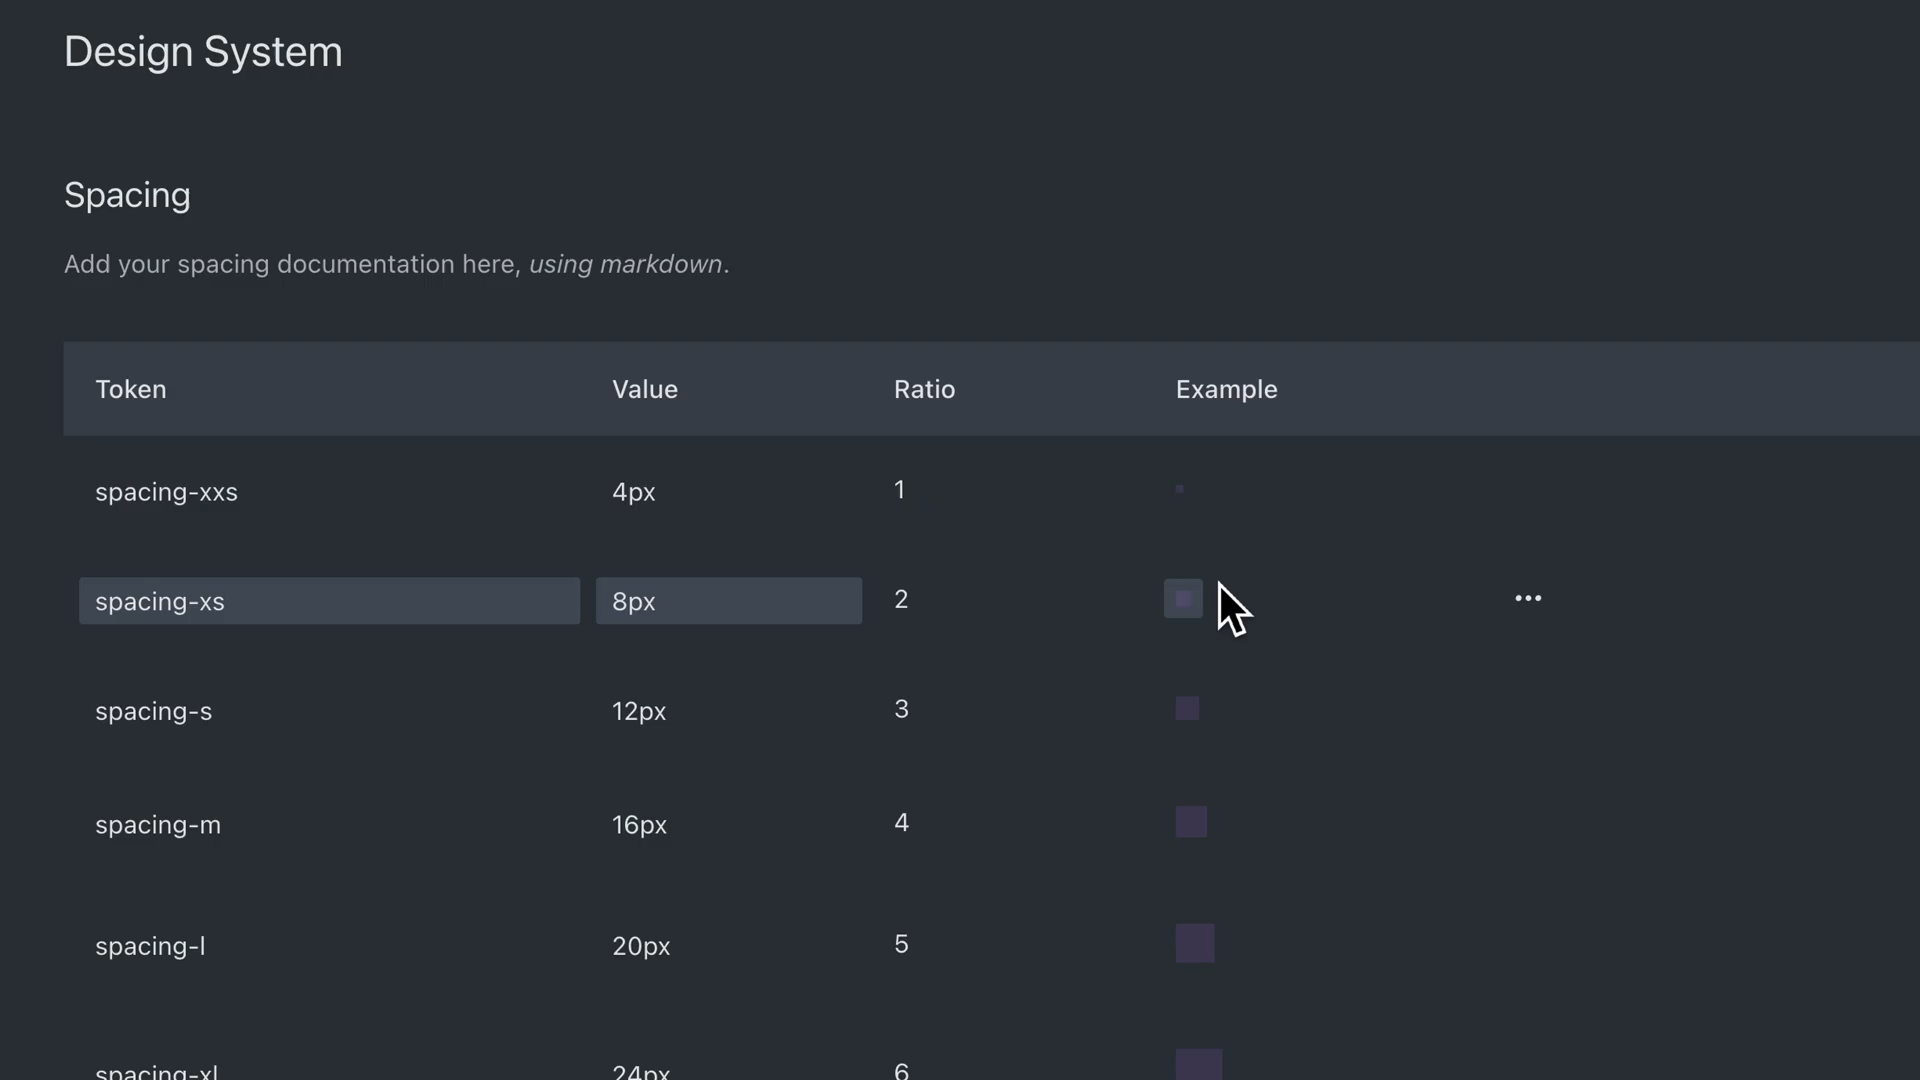 Design System
Spacing
Add your spacing documentation here, using markdown.
Token Value Ratio Example
spacing-xxs 4px 1
spacing-xs 8px 2
spacing-s 12px 3
spacing-m 16px 4
spacing-l 20px 5
spacing-xl 24px 6